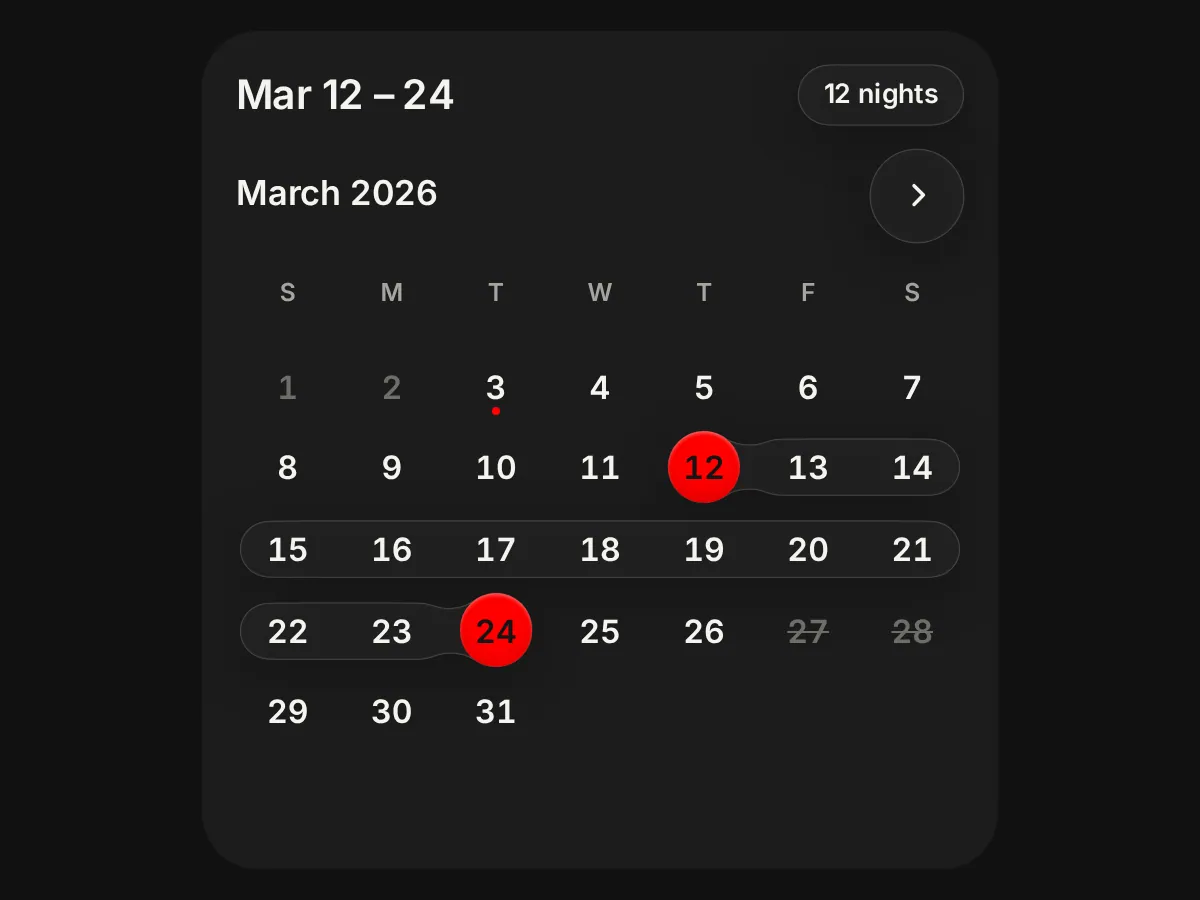 Mar 12 – 24
12 nights
March 2026
S M T W T F S
1 2 3 4 5 6 7
8 9 10 11 12 13 14
15 16 17 18 19 20 21
22 23 24 25 26 27 28
29 30 31